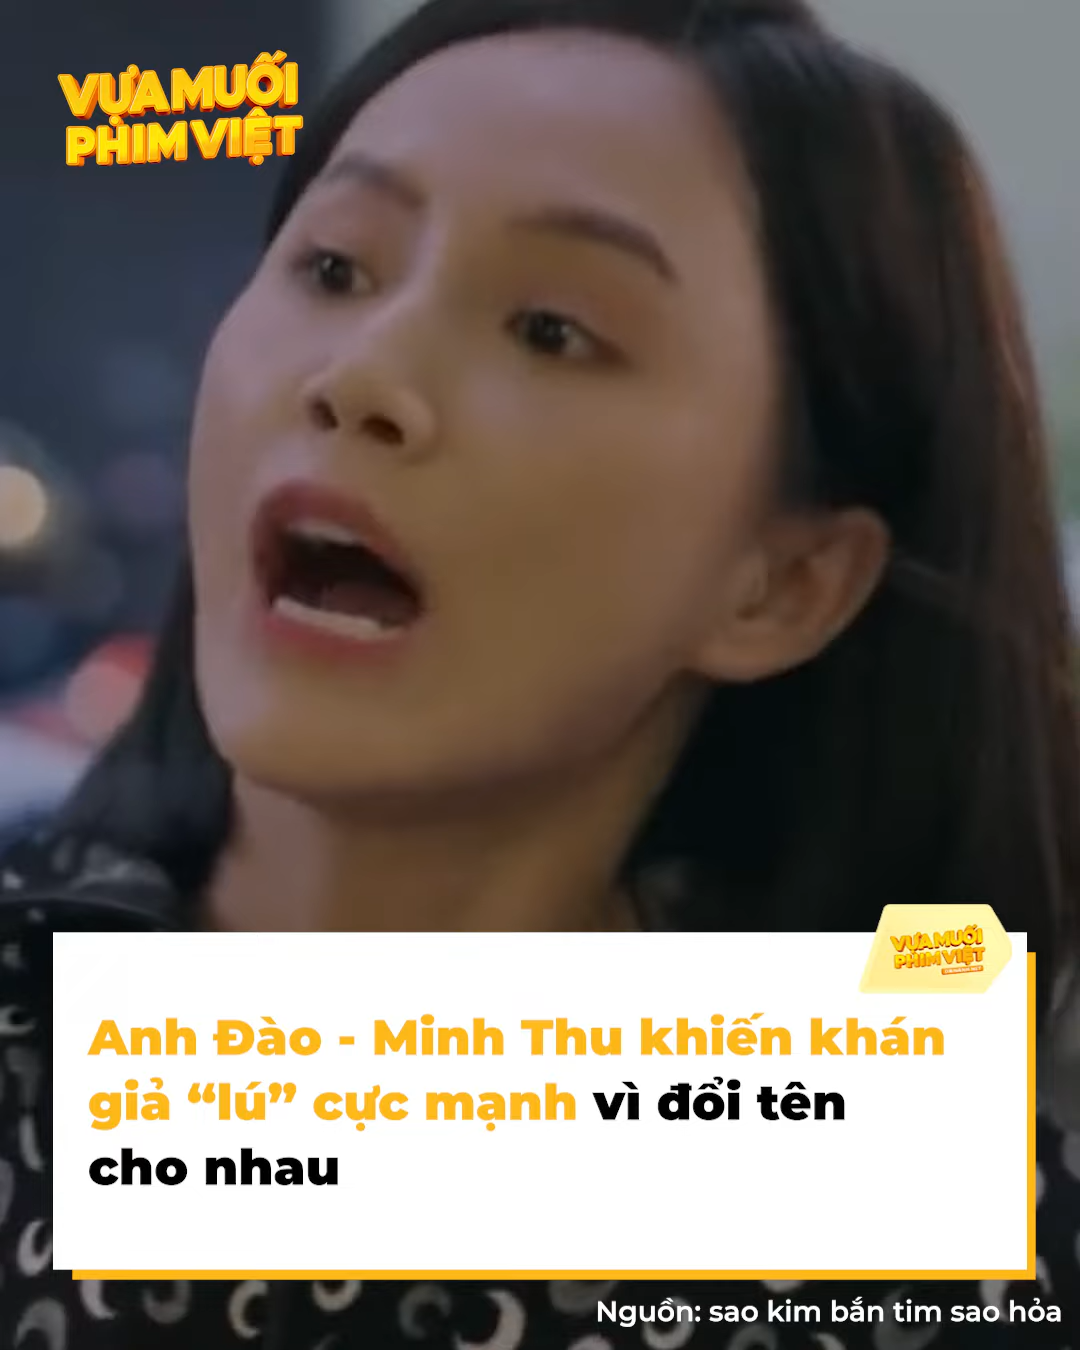 VỰA MUỐI
PHIM VIỆT
VỰA MUỐI
PHIM VIỆT
Anh Đào - Minh Thu khiến khán
giả “lú” cực mạnh vì đổi tên
cho nhau
Nguồn: sao kim bắn tim sao hỏa